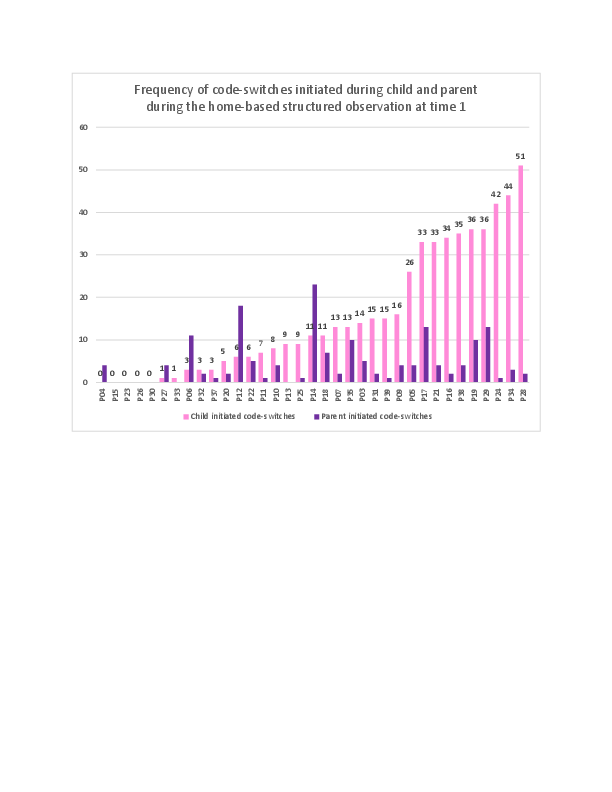 Frequency of code-switches initiated during child and parent
during the home-based structured observation at time 1
60
50
40
30
20
10
0
0 0 0 0 0 1 1 3 3 3 5 6 6 7 8 9 9 11 11 13 13 14 15 15 16 26 33 33 34 35 36 36 42 44 51
P04 P15 P23 P26 P30 P27 P33 P06 P32 P37 P20 P12 P22 P11 P10 P13 P25 P14 P18 P07 P35 P03 P31 P39 P09 P05 P17 P21 P16 P38 P19 P29 P24 P34 P28
Child initiated code-switches Parent initiated code-switches